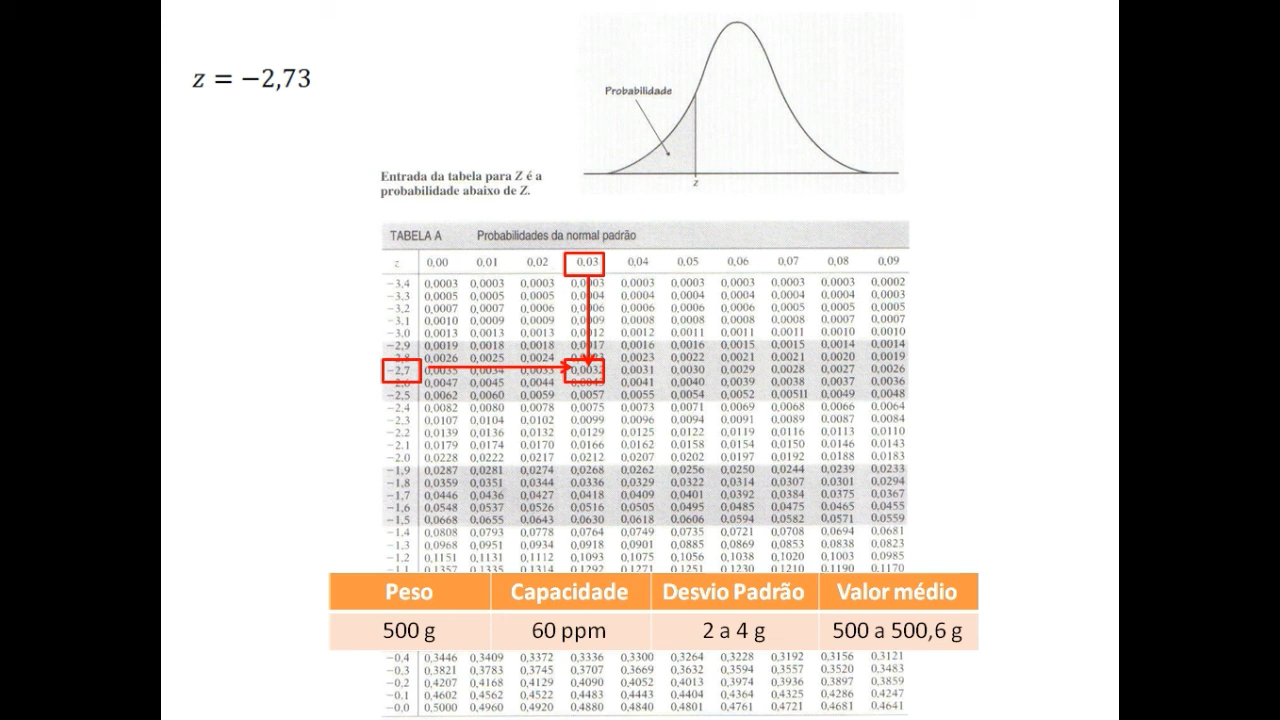 z = −2,73
Probabilidade
z
Entrada da tabela para Z é a
probabilidade abaixo de Z.
TABELA A Probabilidades da normal padrão
z 0,00 0,01 0,02 0,03 0,04 0,05 0,06 0,07 0,08 0,09
−3,4 0,0003 0,0003 0,0003 0,0003 0,0003 0,0003 0,0003 0,0003 0,0003 0,0002
−3,3 0,0005 0,0005 0,0005 0,0004 0,0004 0,0004 0,0004 0,0004 0,0004 0,0003
−3,2 0,0007 0,0007 0,0006 0,0006 0,0006 0,0006 0,0006 0,0005 0,0005 0,0005
−3,1 0,0010 0,0009 0,0009 0,0009 0,0008 0,0008 0,0008 0,0008 0,0007 0,0007
−3,0 0,0013 0,0013 0,0013 0,0012 0,0012 0,0011 0,0011 0,0011 0,0010 0,0010
−2,9 0,0019 0,0018 0,0018 0,0017 0,0016 0,0016 0,0015 0,0015 0,0014 0,0014
−2,8 0,0026 0,0025 0,0024 0,0023 0,0023 0,0022 0,0021 0,0021 0,0020 0,0019
−2,7 0,0035 0,0034 0,0033 0,0032 0,0031 0,0030 0,0029 0,0028 0,0027 0,0026
−2,6 0,0047 0,0045 0,0044 0,0043 0,0041 0,0040 0,0039 0,0038 0,0037 0,0036
−2,5 0,0062 0,0060 0,0059 0,0057 0,0055 0,0054 0,0052 0,00511 0,0049 0,0048
−2,4 0,0082 0,0080 0,0078 0,0075 0,0073 0,0071 0,0069 0,0068 0,0066 0,0064
−2,3 0,0107 0,0104 0,0102 0,0099 0,0096 0,0094 0,0091 0,0089 0,0087 0,0084
−2,2 0,0139 0,0136 0,0132 0,0129 0,0125 0,0122 0,0119 0,0116 0,0113 0,0110
−2,1 0,0179 0,0174 0,0170 0,0166 0,0162 0,0158 0,0154 0,0150 0,0146 0,0143
−2,0 0,0228 0,0222 0,0217 0,0212 0,0207 0,0202 0,0197 0,0192 0,0188 0,0183
−1,9 0,0287 0,0281 0,0274 0,0268 0,0262 0,0256 0,0250 0,0244 0,0239 0,0233
−1,8 0,0359 0,0351 0,0344 0,0336 0,0329 0,0322 0,0314 0,0307 0,0301 0,0294
−1,7 0,0446 0,0436 0,0427 0,0418 0,0409 0,0401 0,0392 0,0384 0,0375 0,0367
−1,6 0,0548 0,0537 0,0526 0,0516 0,0505 0,0495 0,0485 0,0475 0,0465 0,0455
−1,5 0,0668 0,0655 0,0643 0,0630 0,0618 0,0606 0,0594 0,0582 0,0571 0,0559
−1,4 0,0808 0,0793 0,0778 0,0764 0,0749 0,0735 0,0721 0,0708 0,0694 0,0681
−1,3 0,0968 0,0951 0,0934 0,0918 0,0901 0,0885 0,0869 0,0853 0,0838 0,0823
−1,2 0,1151 0,1131 0,1112 0,1093 0,1075 0,1056 0,1038 0,1020 0,1003 0,0985
−1,1 0,1357 0,1335 0,1314 0,1292 0,1271 0,1251 0,1230 0,1210 0,1190 0,1170
Peso Capacidade Desvio Padrão Valor médio
500 g 60 ppm 2 a 4 g 500 a 500,6 g
−0,4 0,3446 0,3409 0,3372 0,3336 0,3300 0,3264 0,3228 0,3192 0,3156 0,3121
−0,3 0,3821 0,3783 0,3745 0,3707 0,3669 0,3632 0,3594 0,3557 0,3520 0,3483
−0,2 0,4207 0,4168 0,4129 0,4090 0,4052 0,4013 0,3974 0,3936 0,3897 0,3859
−0,1 0,4602 0,4562 0,4522 0,4483 0,4443 0,4404 0,4364 0,4325 0,4286 0,4247
−0,0 0,5000 0,4960 0,4920 0,4880 0,4840 0,4801 0,4761 0,4721 0,4681 0,4641